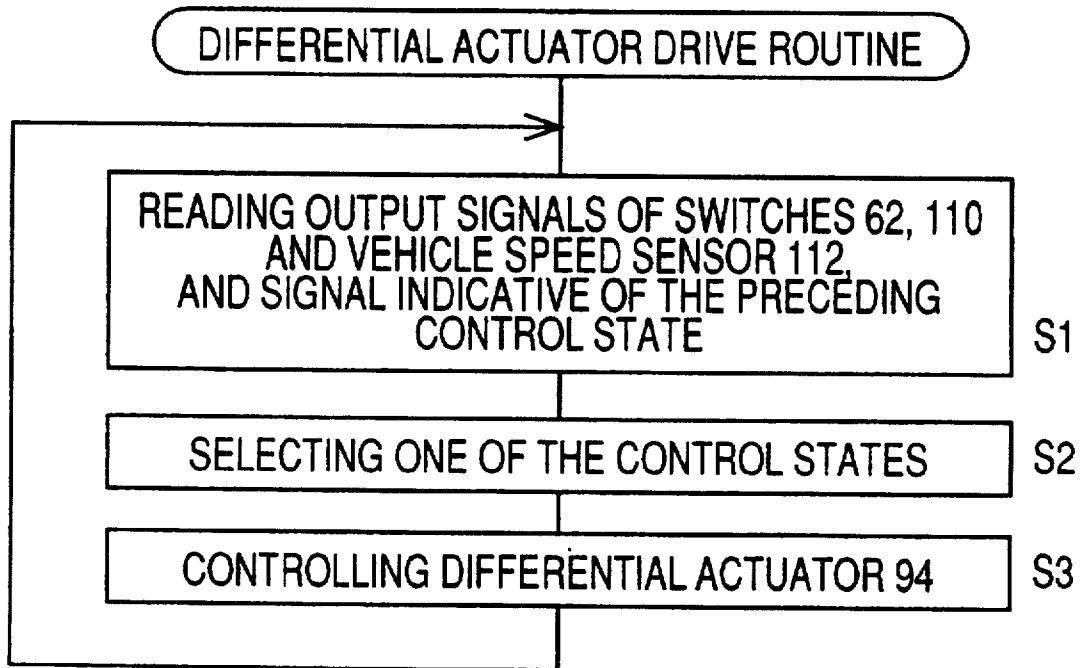 DIFFERENTIAL ACTUATOR DRIVE ROUTINE
READING OUTPUT SIGNALS OF SWITCHES 62, 110
AND VEHICLE SPEED SENSOR 112,
AND SIGNAL INDICATIVE OF THE PRECEDING
CONTROL STATE
S1
SELECTING ONE OF THE CONTROL STATES
S2
CONTROLLING DIFFERENTIAL ACTUATOR 94
S3